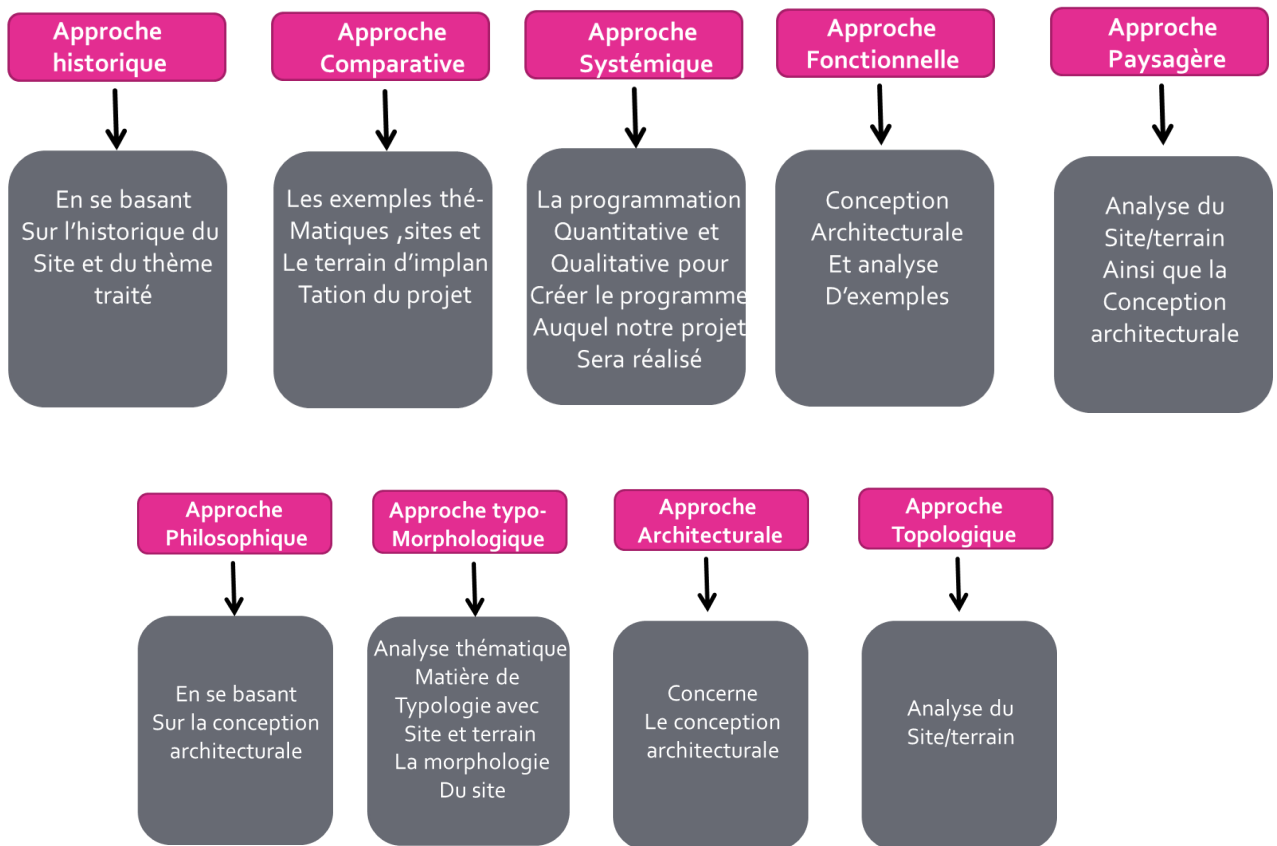 Approche
historique
Approche
Comparative
Approche
Systémique
Approche
Fonctionnelle
Approche
Paysagère
En se basant
Sur l'historique du
Site et du thème
traité
Les exemples thé-
Matiques ,sites et
Le terrain d'implan
Tation du projet
La programmation
Quantitative et
Qualitative pour
Créer le programme
Auquel notre projet
Sera réalisé
Conception
Architecturale
Et analyse
D'exemples
Analyse du
Site/terrain
Ainsi que la
Conception
architecturale
Approche
Philosophique
Approche typo-
Morphologique
Approche
Architecturale
Approche
Topologique
En se basant
Sur la conception
architecturale
Analyse thématique
Matière de
Typologie avec
Site et terrain
La morphologie
Du site
Concerne
Le conception
architecturale
Analyse du
Site/terrain